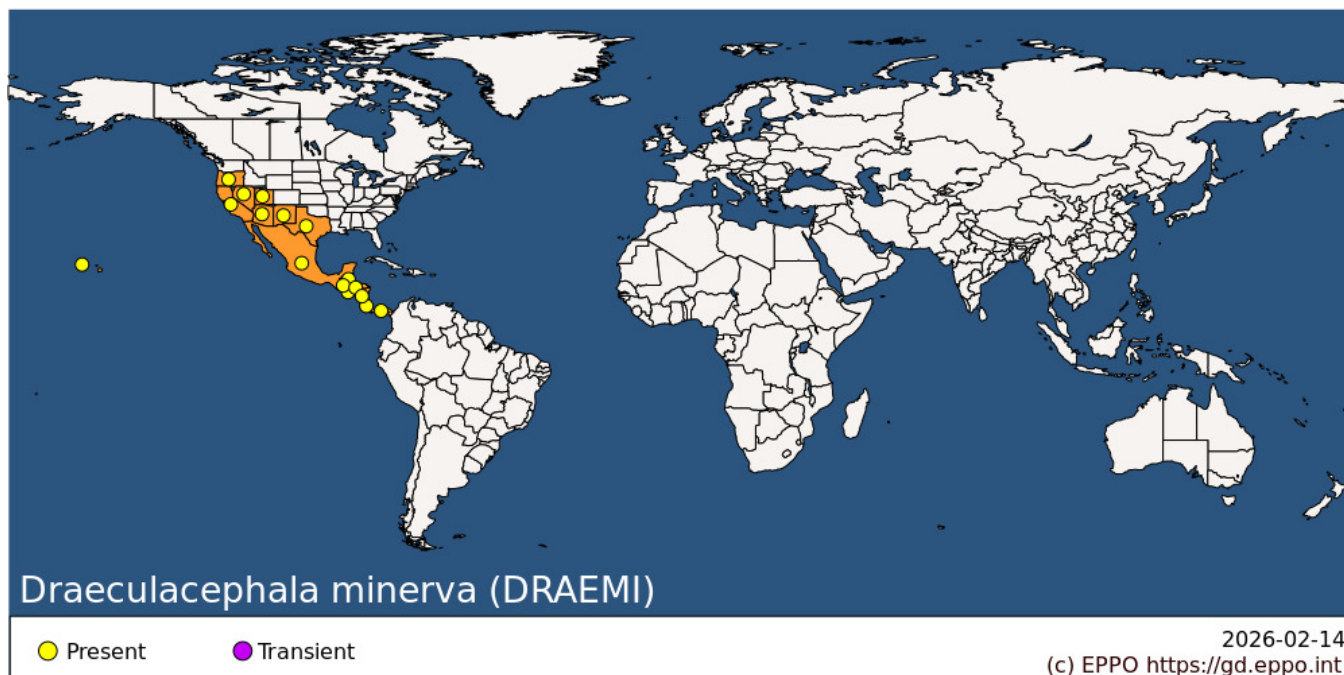 Draeculacephala minerva (DRAEMI)
Present
Transient
2026-02-14
(c) EPPO https://gd.eppo.int